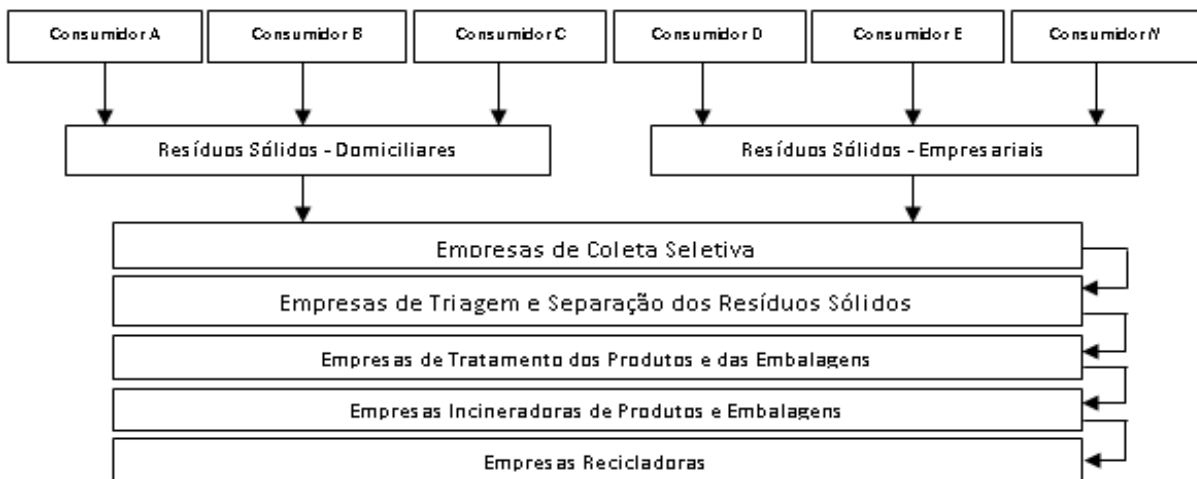 Consumidor A
Consumidor B
Consumidor C
Consumidor D
Consumidor E
Consumidor N
Resíduos Sólidos - Domiciliares
Resíduos Sólidos - Empresariais
Empresas de Coleta Seletiva
Empresas de Triagem e Separação dos Resíduos Sólidos
Empresas de Tratamento dos Produtos e das Embalagens
Empresas Incineradoras de Produtos e Embalagens
Empresas Recicladoras